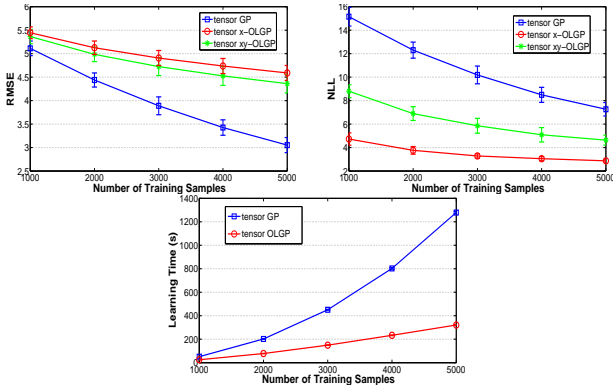 6
5.5
5
4.5
4
3.5
3
2.5
RMSE
tensor GP
tensor x-OLGP
tensor xy-OLGP
1000 2000 3000 4000 5000
Number of Training Samples
16
14
12
10
8
6
4
2
NLL
tensor GP
tensor x-OLGP
tensor xy-OLGP
1000 2000 3000 4000 5000
Number of Training Samples
1400
1200
1000
800
600
400
200
0
Learning Time (s)
tensor GP
tensor OLGP
1000 2000 3000 4000 5000
Number of Training Samples